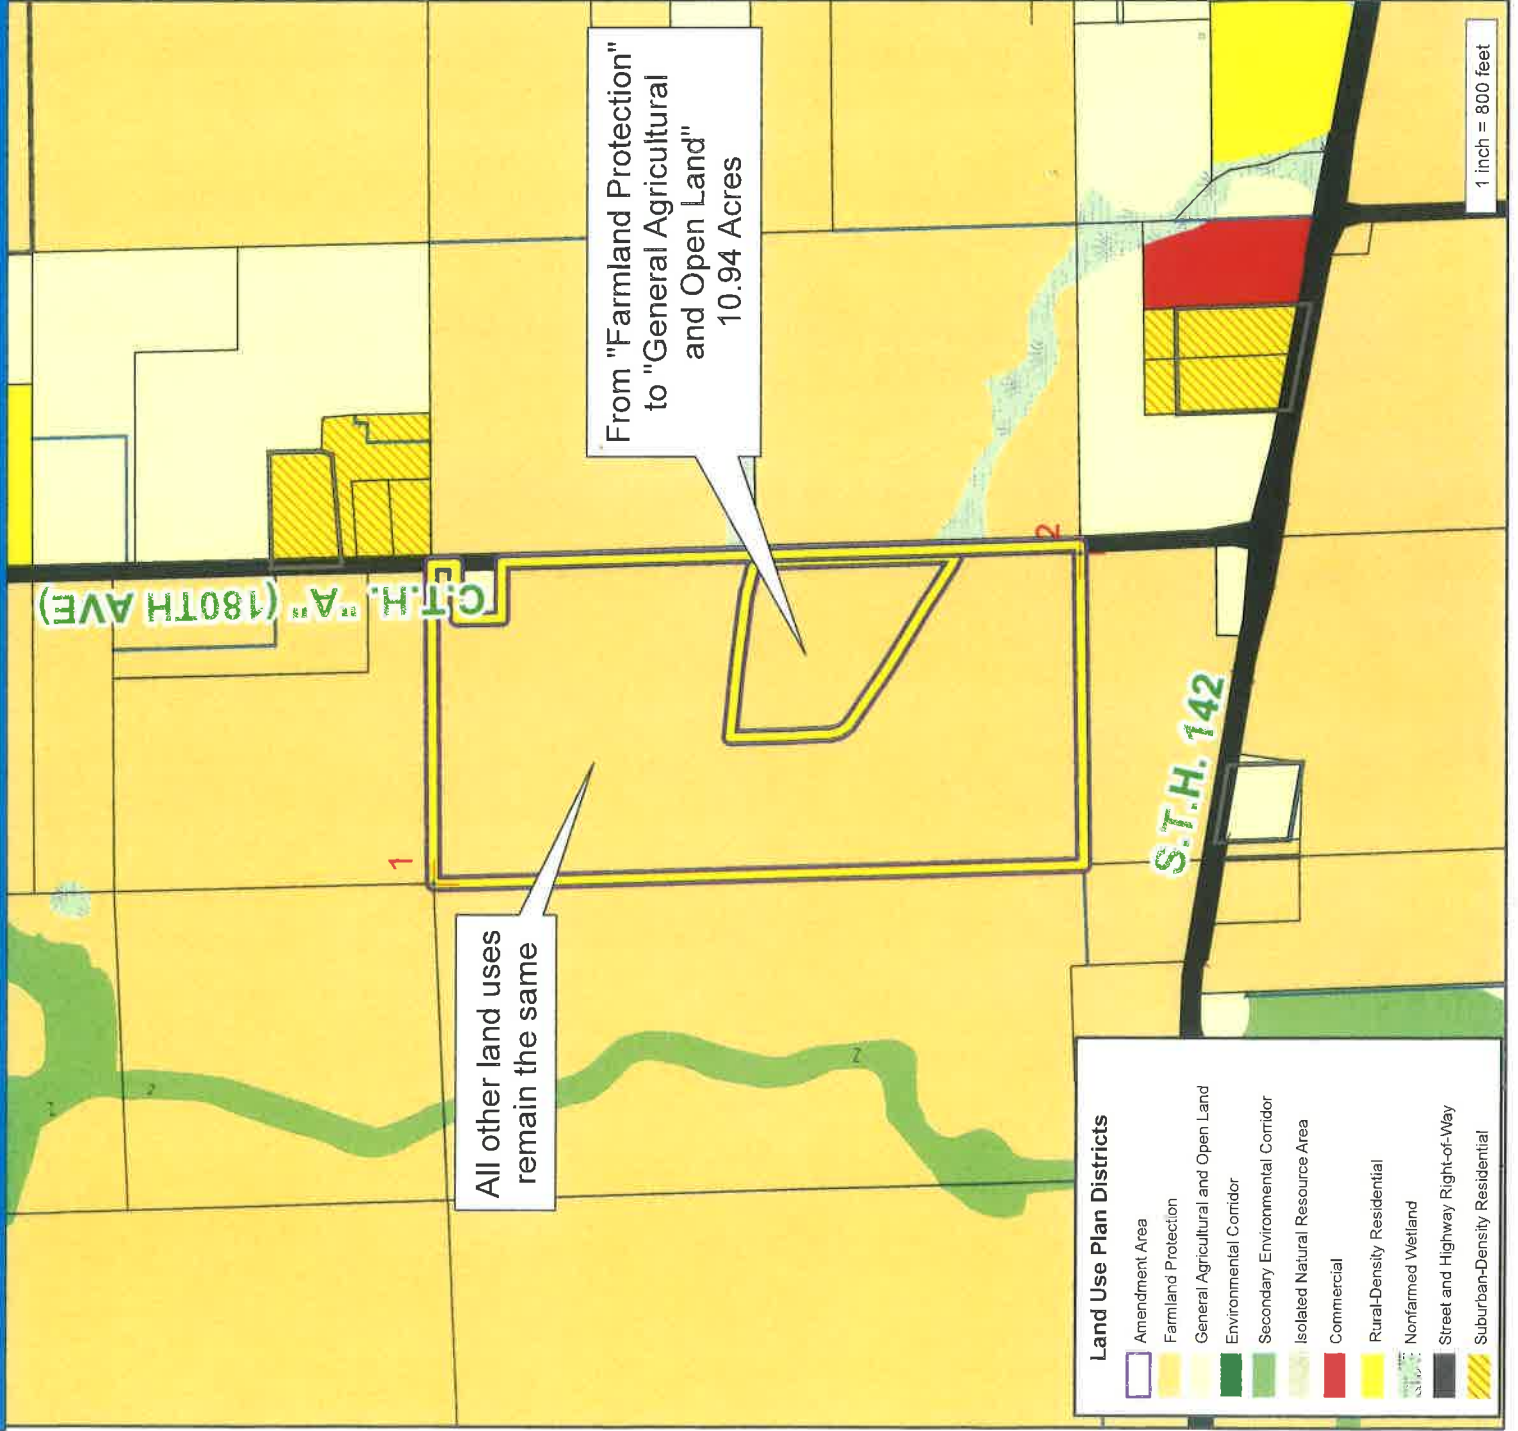 From "Farmland Protection"
to "General Agricultural
and Open Land"
10.94 Acres
All other land uses
remain the same
C.T.H. "A" (180TH AVE)
S.T.H. 142
1
2
1 inch = 800 feet
Land Use Plan Districts
Amendment Area
Farmland Protection
General Agricultural and Open Land
Environmental Corridor
Secondary Environmental Corridor
Isolated Natural Resource Area
Commercial
Rural-Density Residential
Nonfarmed Wetland
Street and Highway Right-of-Way
Suburban-Density Residential